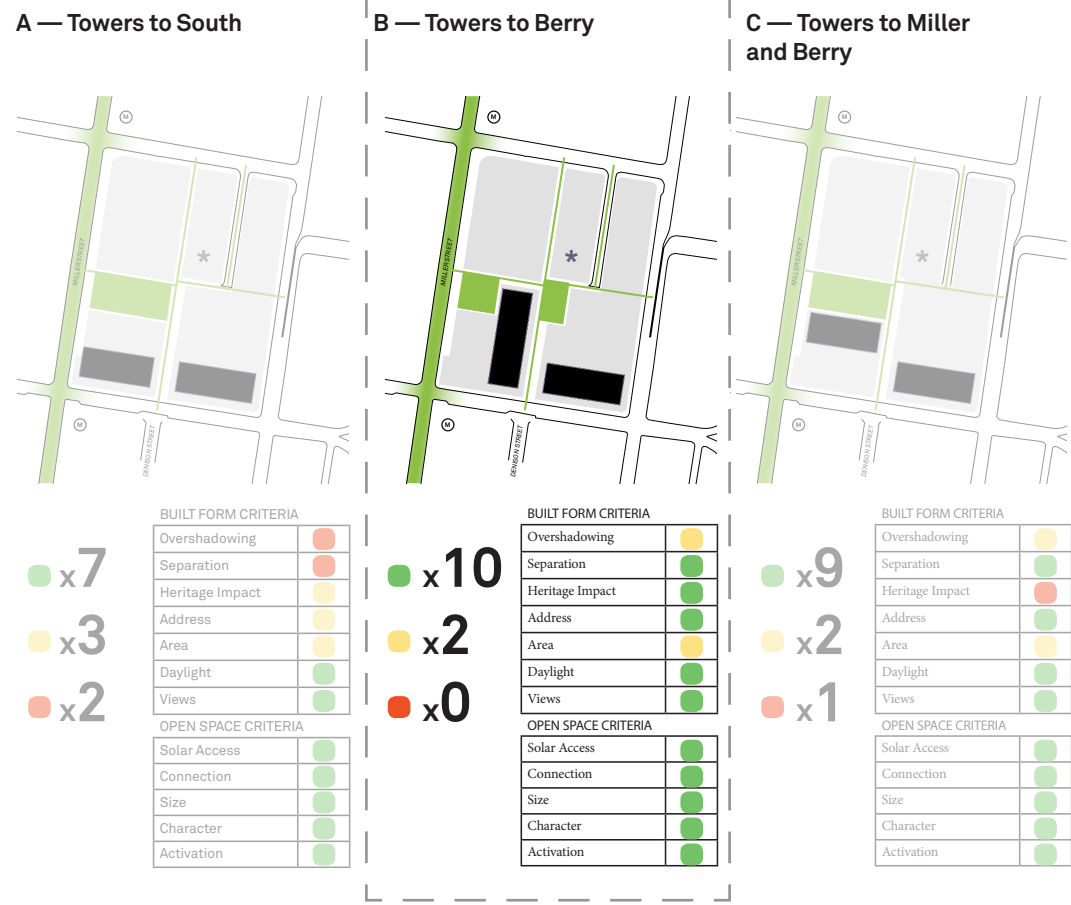 A — Towers to South
M
MILLER STREET
*
M
DENISON STREET
x7
x3
x2
BUILT FORM CRITERIA
Overshadowing
Separation
Heritage Impact
Address
Area
Daylight
Views
OPEN SPACE CRITERIA
Solar Access
Connection
Size
Character
Activation
B — Towers to Berry
M
MILLER STREET
*
M
DENISON STREET
x10
x2
x0
BUILT FORM CRITERIA
Overshadowing
Separation
Heritage Impact
Address
Area
Daylight
Views
OPEN SPACE CRITERIA
Solar Access
Connection
Size
Character
Activation
C — Towers to Miller
and Berry
M
MILLER STREET
*
M
DENISON STREET
x9
x2
x1
BUILT FORM CRITERIA
Overshadowing
Separation
Heritage Impact
Address
Area
Daylight
Views
OPEN SPACE CRITERIA
Solar Access
Connection
Size
Character
Activation